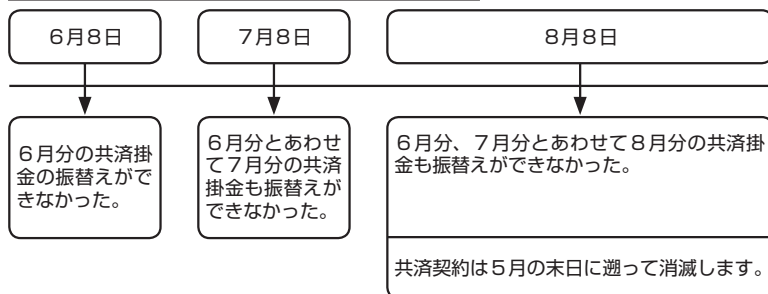 6月8日
7月8日
8月8日
6月分の共済掛
金の振替えがで
きなかった。
6月分とあわせ
て7月分の共済
掛金も振替えが
できなかった。
6月分、7月分とあわせて8月分の共済掛
金も振替えができなかった。
共済契約は5月の末日に遡って消滅します。